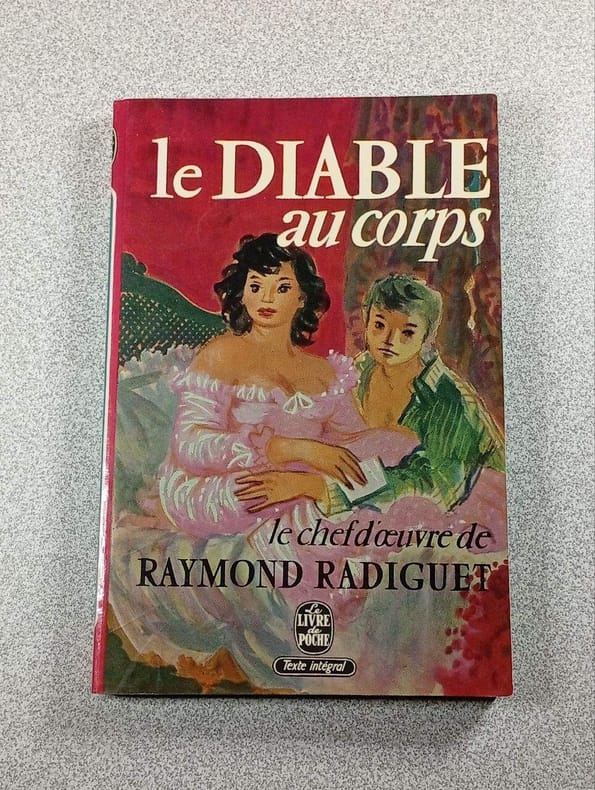 le DIABLE
au corps
le chef d'œuvre de
RAYMOND RADIGUET
Le
LIVRE
de
POCHE
Texte intégral